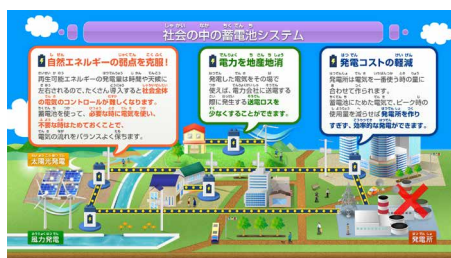 社会の中の蓄電池システム
自然エネルギーの弱点を克服！
再生可能エネルギーの発電量は時間や天候に
左右されるので、たくさん導入すると社会全体
の電気のコントロールが難しくなります。
蓄電池を使って、必要な時に電気を使い、
不要な時はためておくことで、
電気の流れをバランスよく保ちます。
電力を地産地消
発電した電気をその場で
使えば、電力会社に送電する
際に発生する送電ロスを
少なくすることができます。
発電コストの軽減
発電所は電気を一番使う時の量に
合わせて作られます。
蓄電池にためた電気で、ピーク時の
使用量を減らせば発電所を作り
すぎず、効率的な発電ができます。
太陽光発電
風力発電
発電所